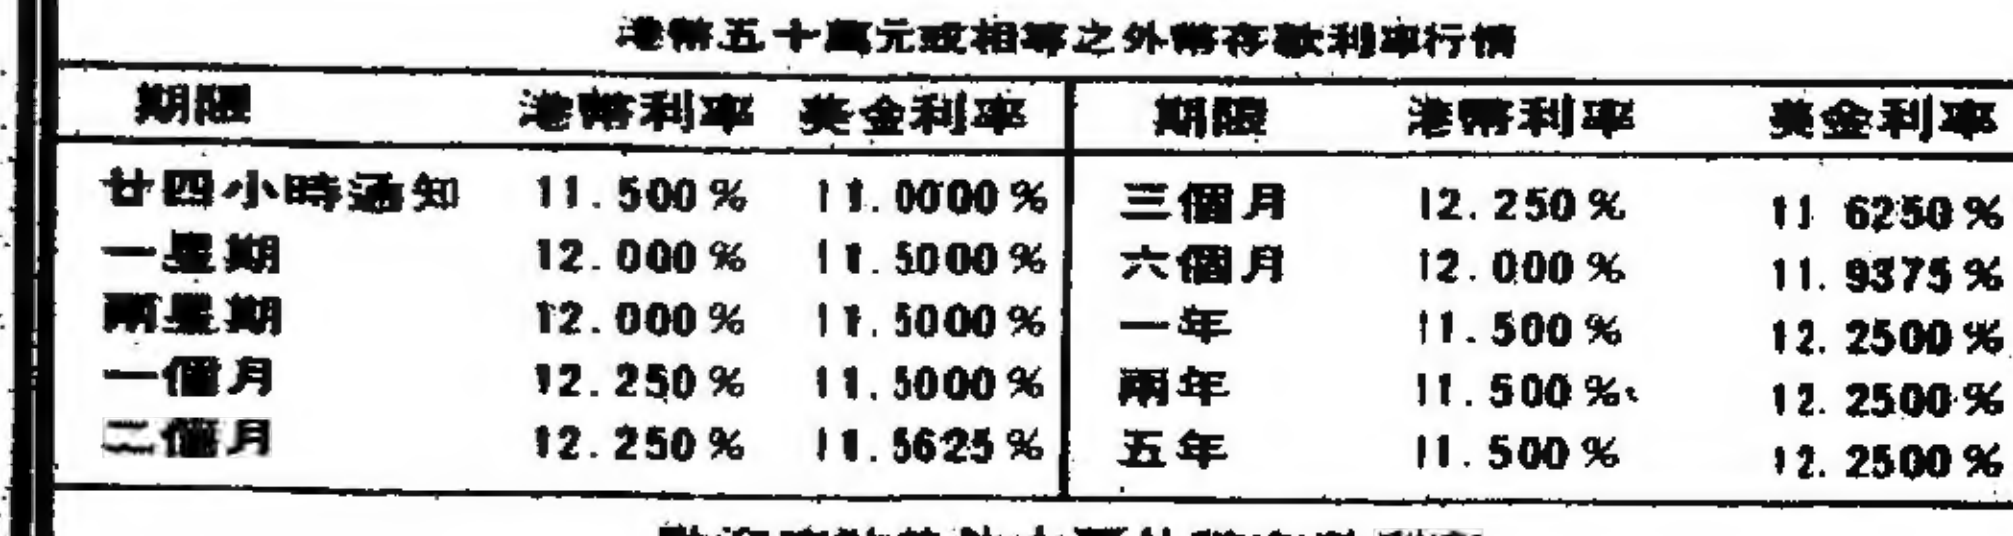 港幣五十萬元或相等之外幣存款利率行情
期限 港幣利率 美金利率 期限 港幣利率 美金利率
廿四小時通知 11.500% 11.0000% 三個月 12.250% 11 6250%
一星期 12.000% 11.5000% 六個月 12.000% 11.9375%
兩星期 12.000% 11.5000% 一年 11.500% 12.2500%
一個月 12.250% 11.5000% 兩年 11.500% 12.2500%
二個月 12.250% 11.5625% 五年 11.500% 12.2500%